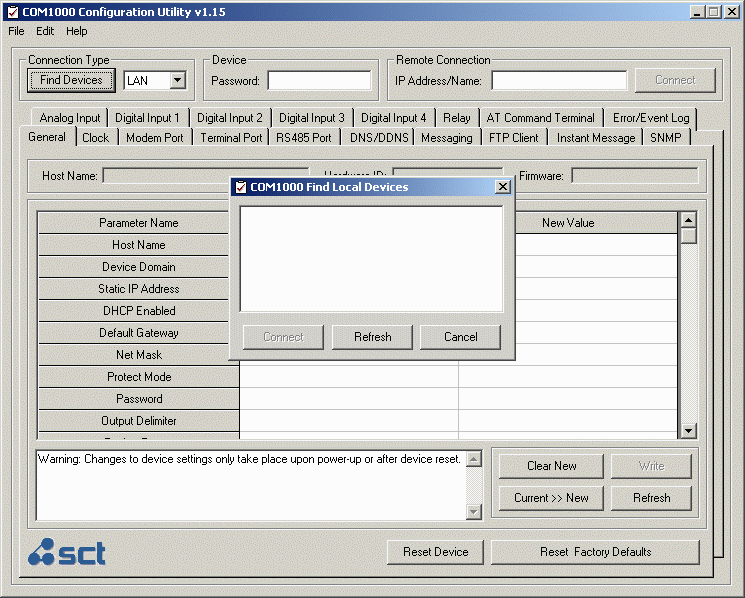 COM1000 Configuration Utility v1.15
File Edit Help
Connection Type
Find Devices LAN
Device
Password:
Remote Connection
IP Address/Name: Connect
Analog Input Digital Input 1 Digital Input 2 Digital Input 3 Digital Input 4 Relay AT Command Terminal Error/Event Log
General Clock Modem Port Terminal Port RS485 Port DNS/DDNS Messaging FTP Client Instant Message SNMP
Host Name: Hardware ID: Firmware:
COM1000 Find Local Devices
Connect Refresh Cancel
Parameter Name New Value
Host Name
Device Domain
Static IP Address
DHCP Enabled
Default Gateway
Net Mask
Protect Mode
Password
Output Delimiter
Warning: Changes to device settings only take place upon power-up or after device reset.
Clear New Write
Current >> New Refresh
sct
Reset Device Reset Factory Defaults